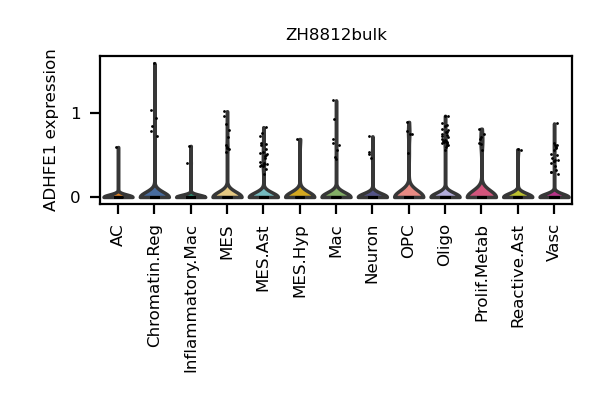 ZH8812bulk
ADHFE1 expression
1
0
AC
Chromatin.Reg
Inflammatory.Mac
MES
MES.Ast
MES.Hyp
Mac
Neuron
OPC
Oligo
Prolif.Metab
Reactive.Ast
Vasc